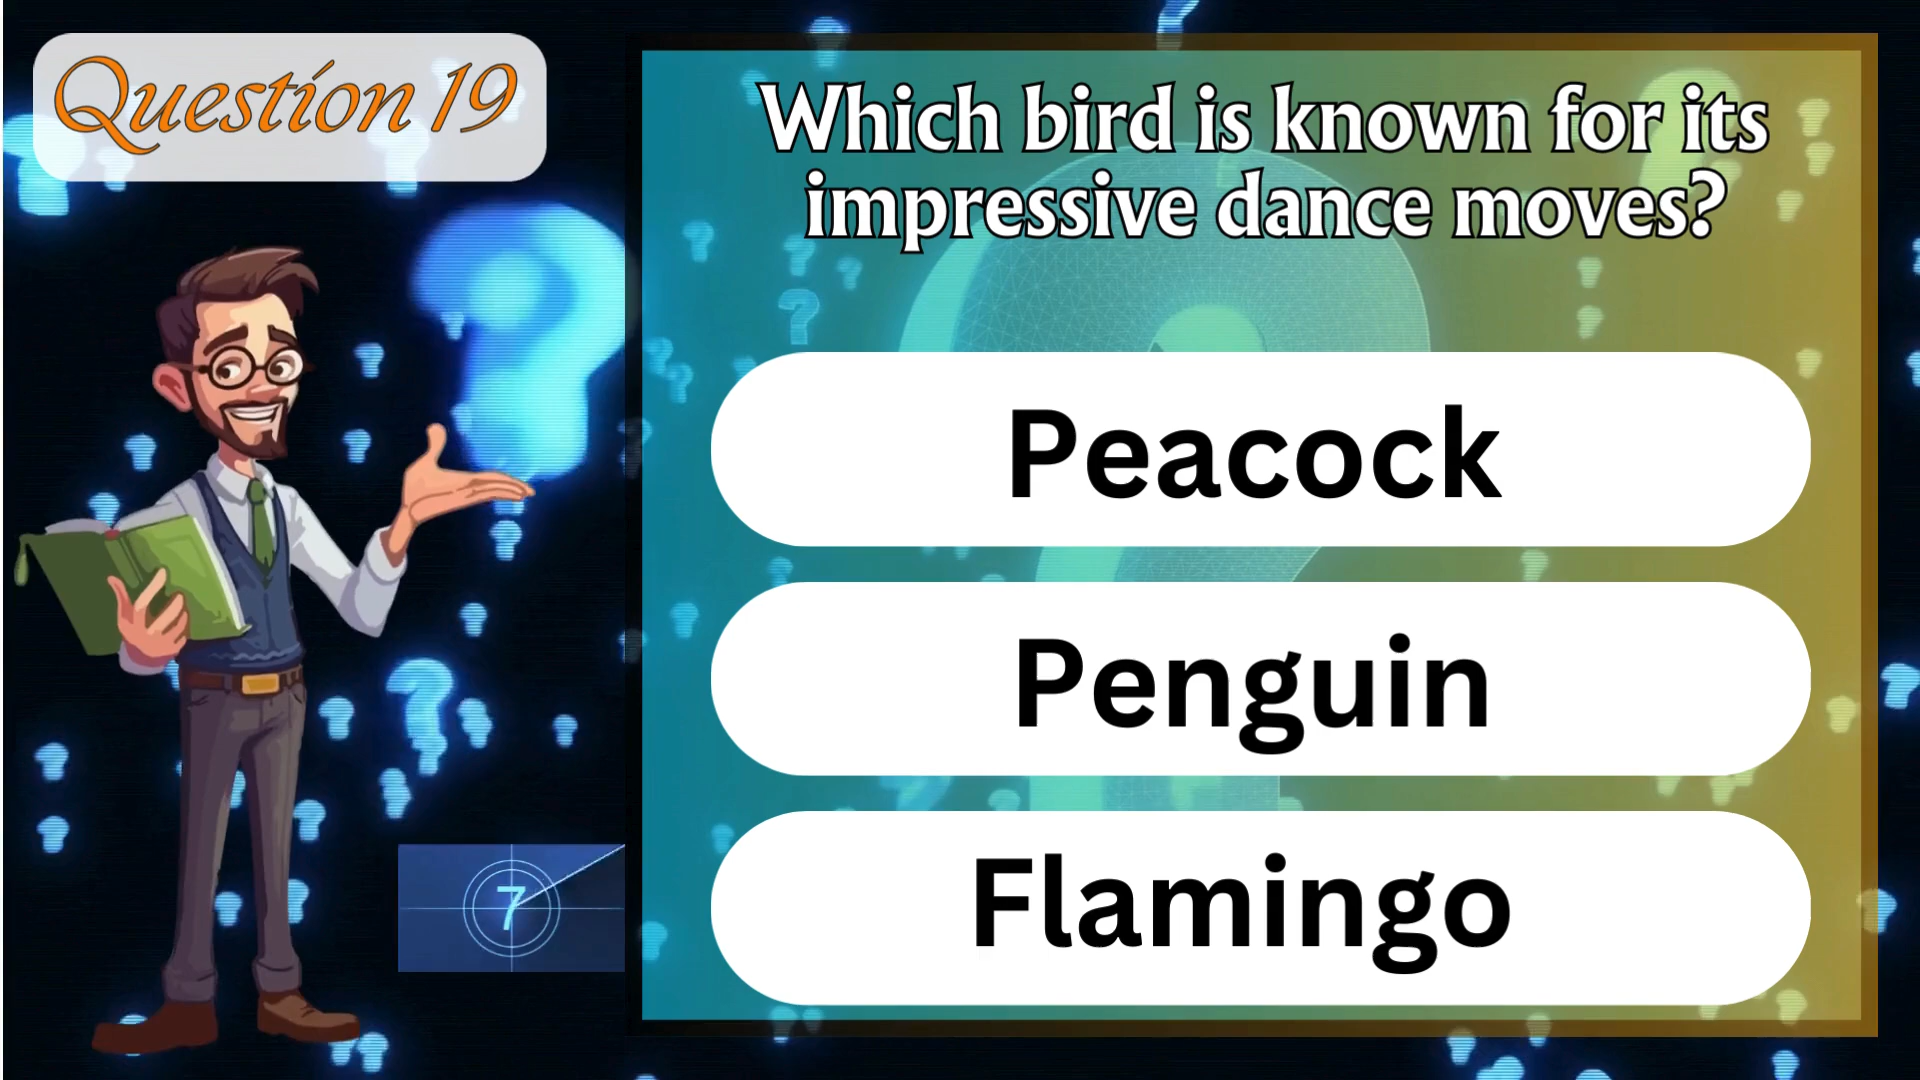 Question 19
Which bird is known for its
impressive dance moves?
Peacock
Penguin
Flamingo
7